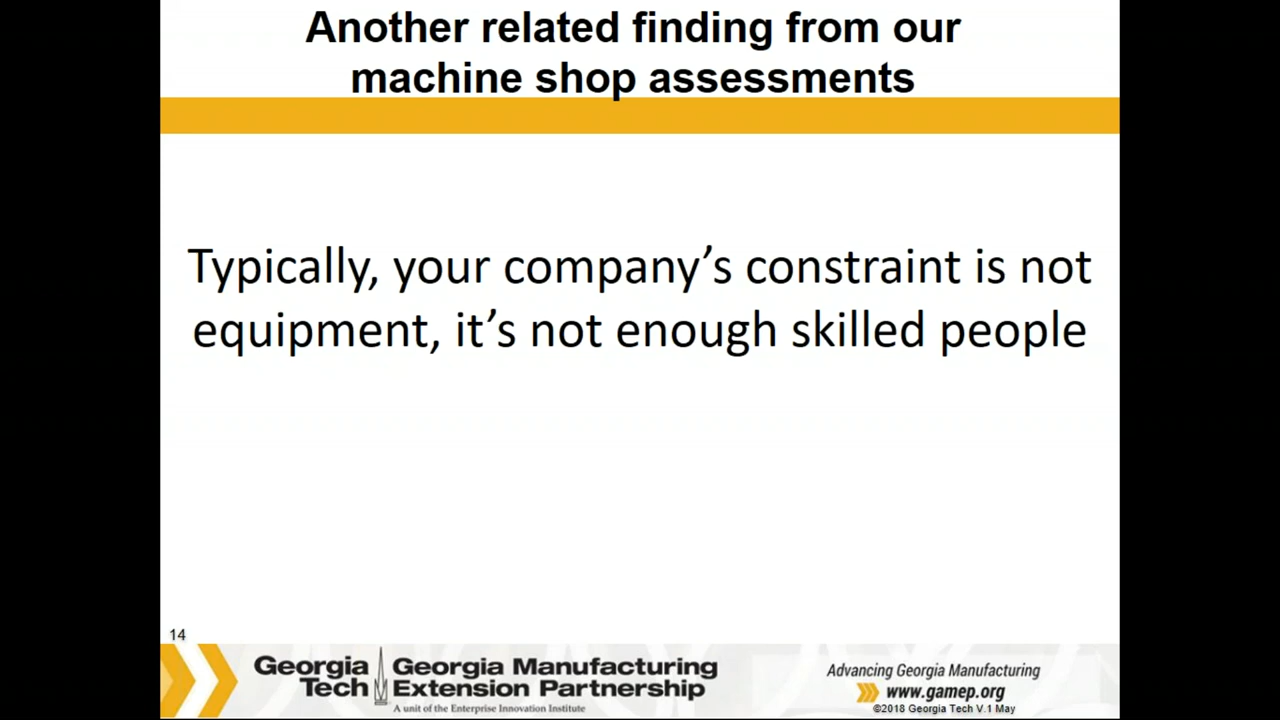 Another related finding from our
machine shop assessments
Typically, your company’s constraint is not
equipment, it’s not enough skilled people
14
Georgia Tech
Georgia Manufacturing
Extension Partnership
A unit of the Enterprise Innovation Institute
Advancing Georgia Manufacturing
www.gamep.org
©2018 Georgia Tech V.1 May